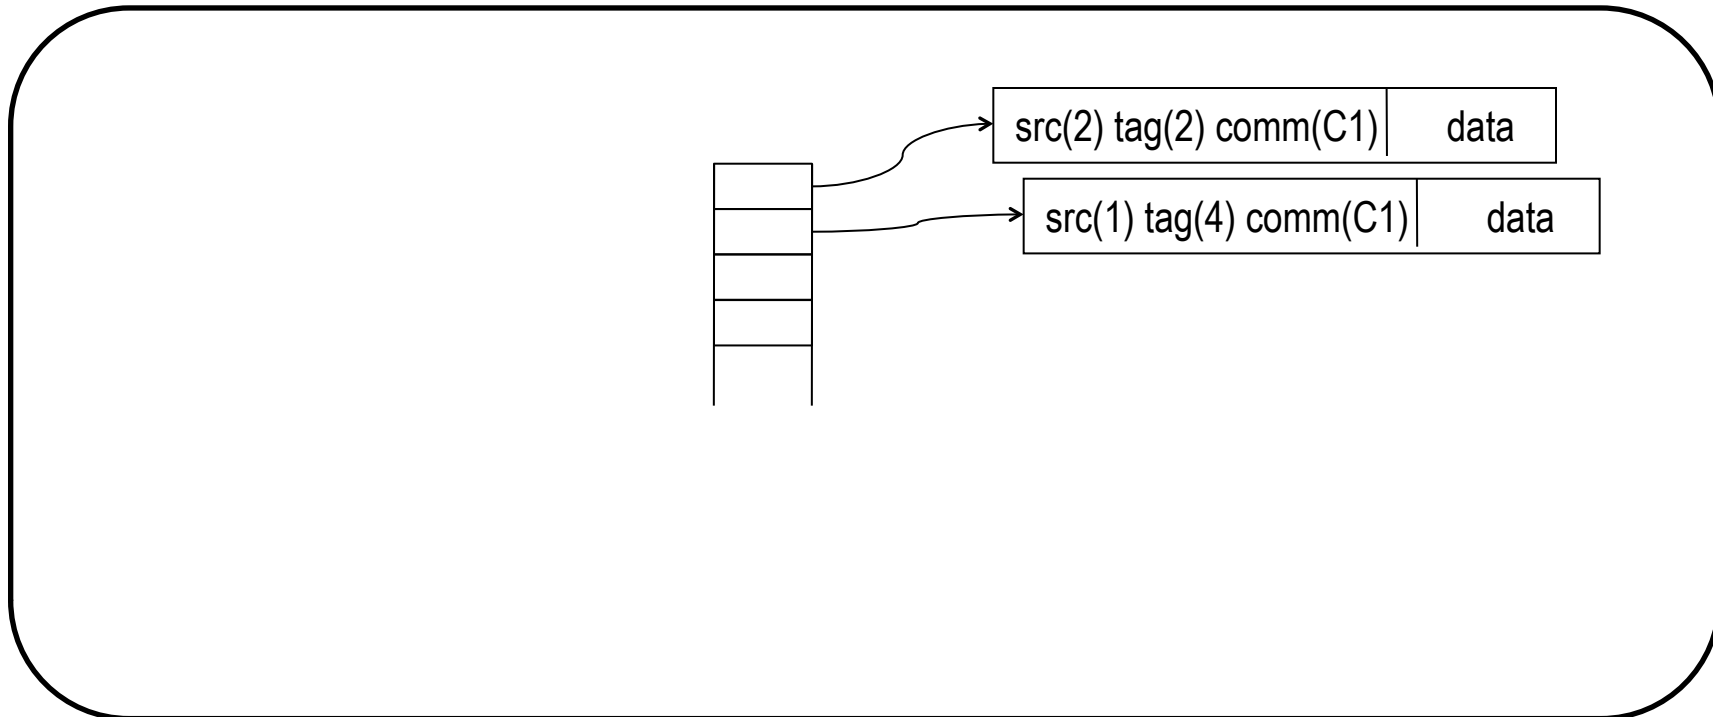 src(2) tag(2) comm(C1) data
src(1) tag(4) comm(C1) data